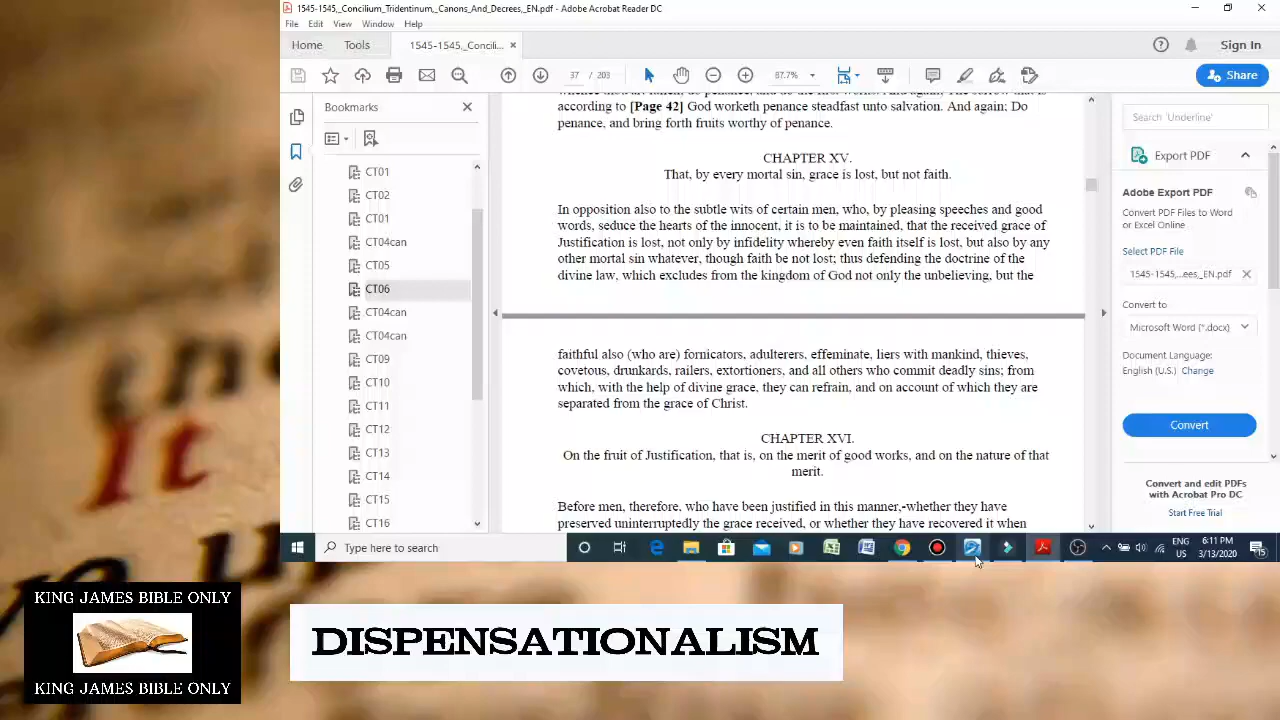 1545-1545,_Concilium_Tridentinum,_Canons_And_Decrees,_EN.pdf - Adobe Acrobat Reader DC
File Edit View Window Help
Home Tools 1545-1545,_Concili... × Sign In
37 / 203 87.7% Share
Bookmarks
CT01
CT02
CT01
CT04can
CT05
CT06
CT04can
CT04can
CT09
CT10
CT11
CT12
CT13
CT14
CT15
CT16
according to [Page 42] God worketh penance steadfast unto salvation. And again; Do
penance, and bring forth fruits worthy of penance.
CHAPTER XV.
That, by every mortal sin, grace is lost, but not faith.
In opposition also to the subtle wits of certain men, who, by pleasing speeches and good
words, seduce the hearts of the innocent, it is to be maintained, that the received grace of
Justification is lost, not only by infidelity whereby even faith itself is lost, but also by any
other mortal sin whatever, though faith be not lost; thus defending the doctrine of the
divine law, which excludes from the kingdom of God not only the unbelieving, but the
faithful also (who are) fornicators, adulterers, effeminate, liers with mankind, thieves,
covetous, drunkards, railers, extortioners, and all others who commit deadly sins; from
which, with the help of divine grace, they can refrain, and on account of which they are
separated from the grace of Christ.
CHAPTER XVI.
On the fruit of Justification, that is, on the merit of good works, and on the nature of that
merit.
Before men, therefore, who have been justified in this manner,-whether they have
preserved uninterruptedly the grace received, or whether they have recovered it when
Search 'Underline'
Export PDF
Adobe Export PDF
Convert PDF Files to Word
or Excel Online
Select PDF File
1545-1545,...ees_EN.pdf ×
Convert to
Microsoft Word (*.docx)
Document Language:
English (U.S.) Change
Convert
Convert and edit PDFs
with Acrobat Pro DC
Start Free Trial
Type here to search
ENG
US
6:11 PM
3/13/2020
15
It
KING JAMES BIBLE ONLY
KING JAMES BIBLE ONLY
DISPENSATIONALISM